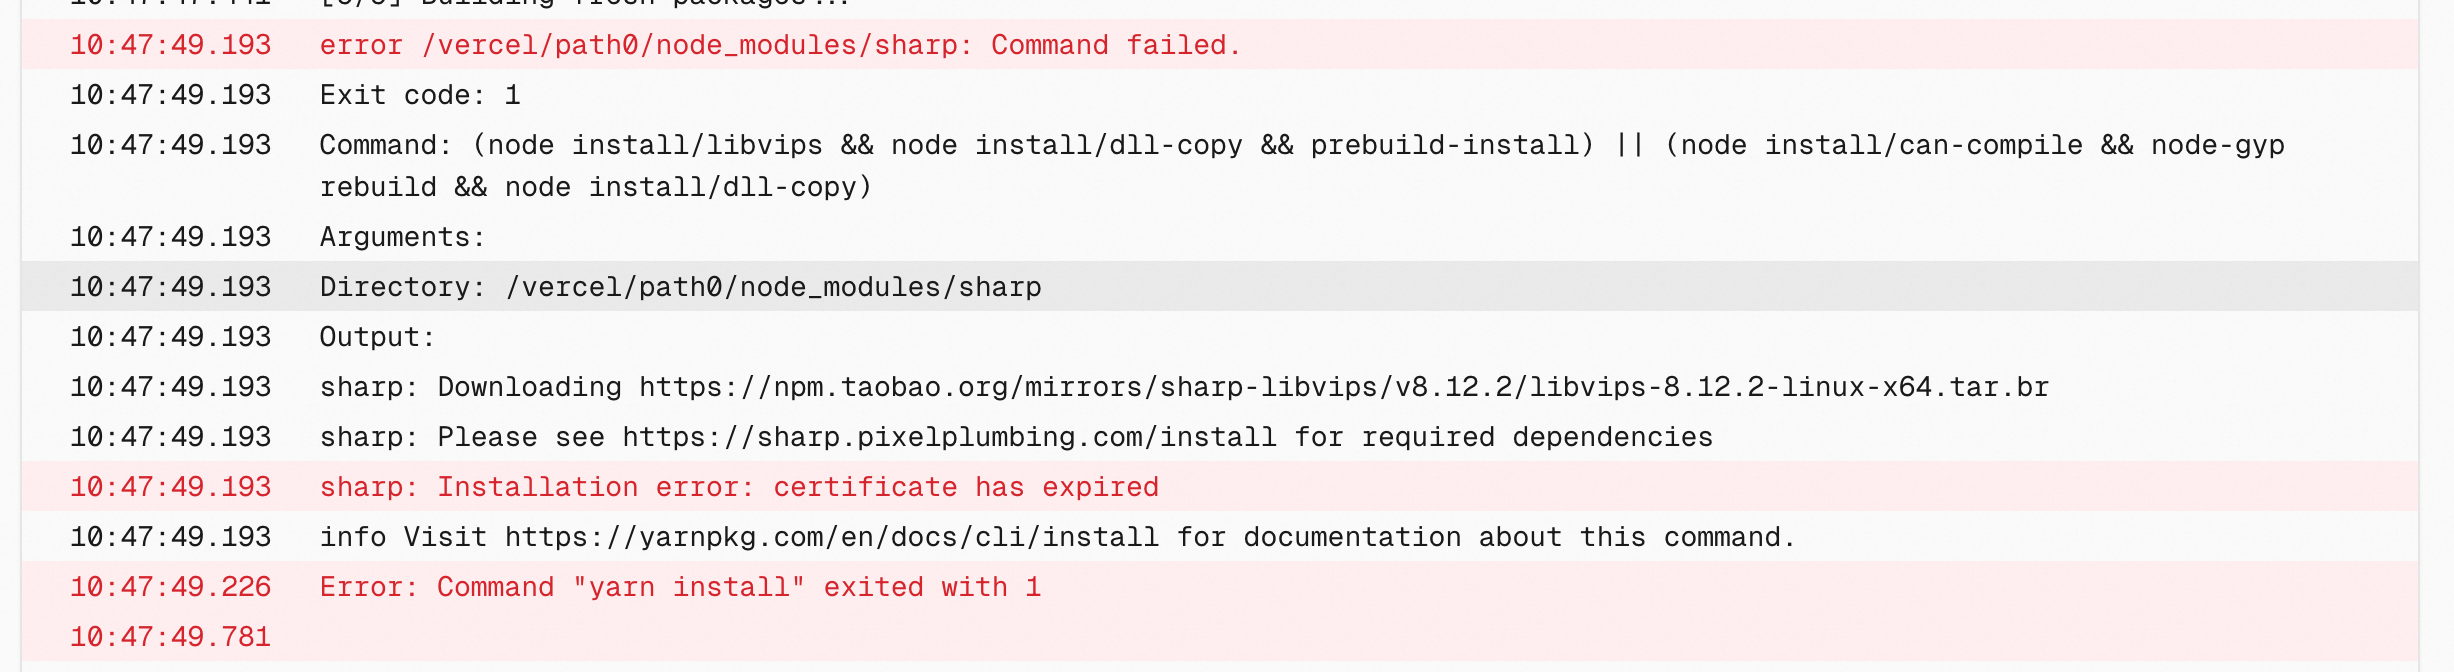 10:47:47.441 [5/5] Building fresh packages...
10:47:49.193 error /vercel/path0/node_modules/sharp: Command failed.
10:47:49.193 Exit code: 1
10:47:49.193 Command: (node install/libvips && node install/dll-copy && prebuild-install) || (node install/can-compile && node-gyp
rebuild && node install/dll-copy)
10:47:49.193 Arguments:
10:47:49.193 Directory: /vercel/path0/node_modules/sharp
10:47:49.193 Output:
10:47:49.193 sharp: Downloading https://npm.taobao.org/mirrors/sharp-libvips/v8.12.2/libvips-8.12.2-linux-x64.tar.br
10:47:49.193 sharp: Please see https://sharp.pixelplumbing.com/install for required dependencies
10:47:49.193 sharp: Installation error: certificate has expired
10:47:49.193 info Visit https://yarnpkg.com/en/docs/cli/install for documentation about this command.
10:47:49.226 Error: Command "yarn install" exited with 1
10:47:49.781